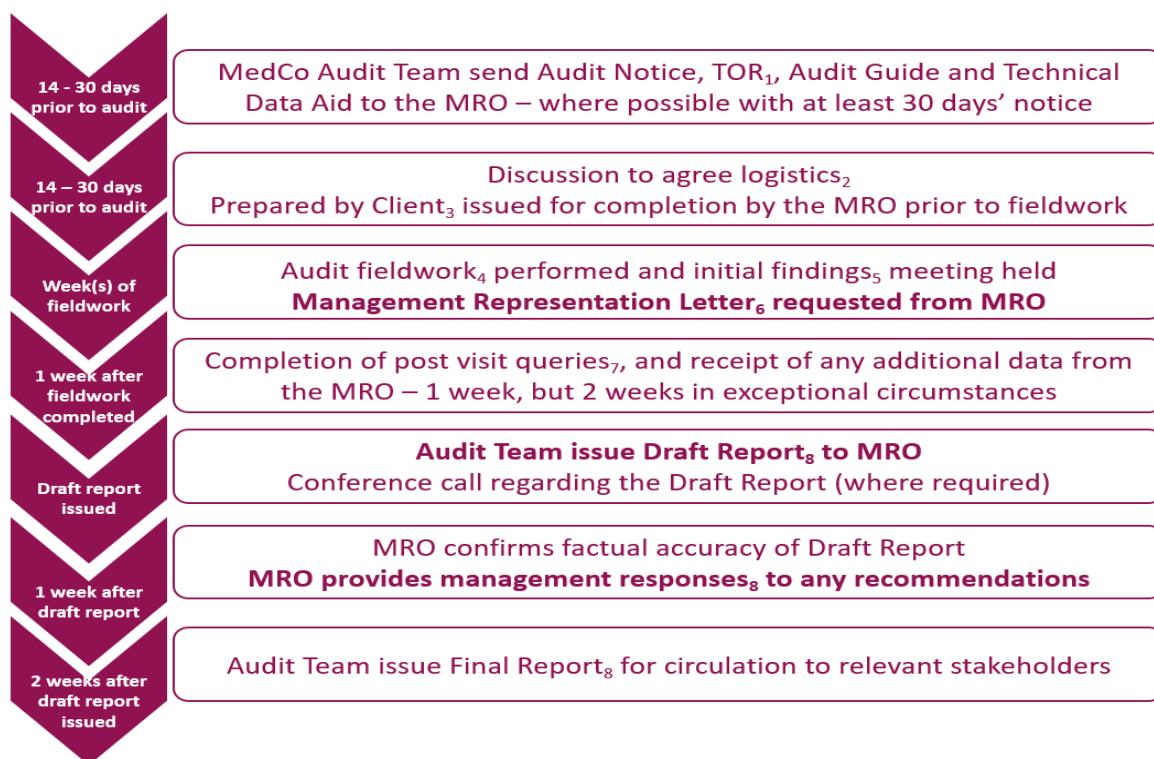 14 - 30 days
prior to audit
MedCo Audit Team send Audit Notice, TOR₁, Audit Guide and Technical
Data Aid to the MRO – where possible with at least 30 days’ notice
14 – 30 days
prior to audit
Discussion to agree logistics₂
Prepared by Client₃ issued for completion by the MRO prior to fieldwork
Week(s) of
fieldwork
Audit fieldwork₄ performed and initial findings₅ meeting held
Management Representation Letter₆ requested from MRO
1 week after
fieldwork
completed
Completion of post visit queries₇, and receipt of any additional data from
the MRO – 1 week, but 2 weeks in exceptional circumstances
Draft report
issued
Audit Team issue Draft Report₈ to MRO
Conference call regarding the Draft Report (where required)
1 week after
draft report
MRO confirms factual accuracy of Draft Report
MRO provides management responses₈ to any recommendations
2 weeks after
draft report
issued
Audit Team issue Final Report₈ for circulation to relevant stakeholders